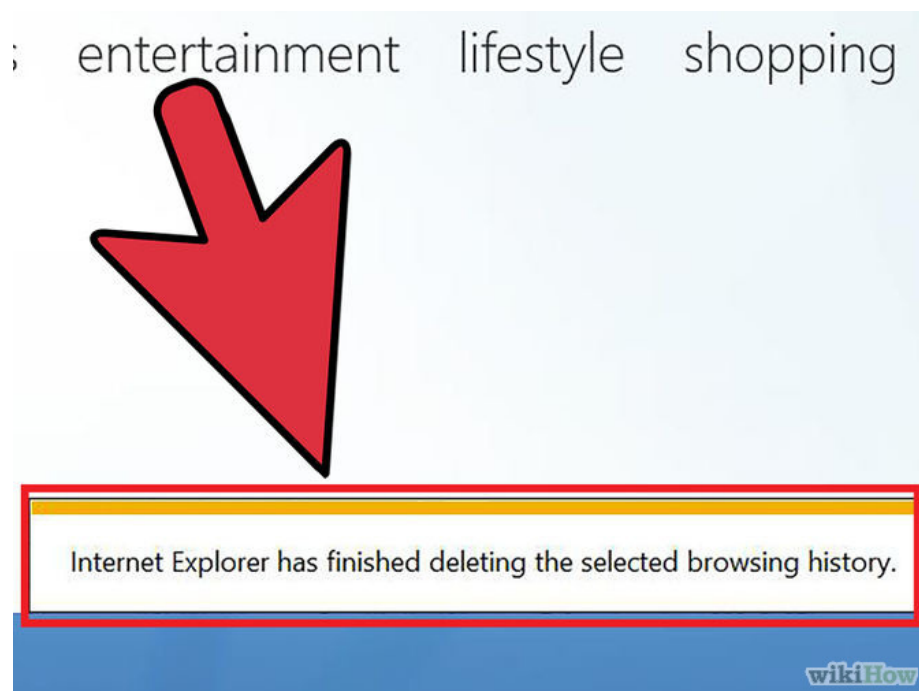 entertainment lifestyle shopping
Internet Explorer has finished deleting the selected browsing history.
wikiHow